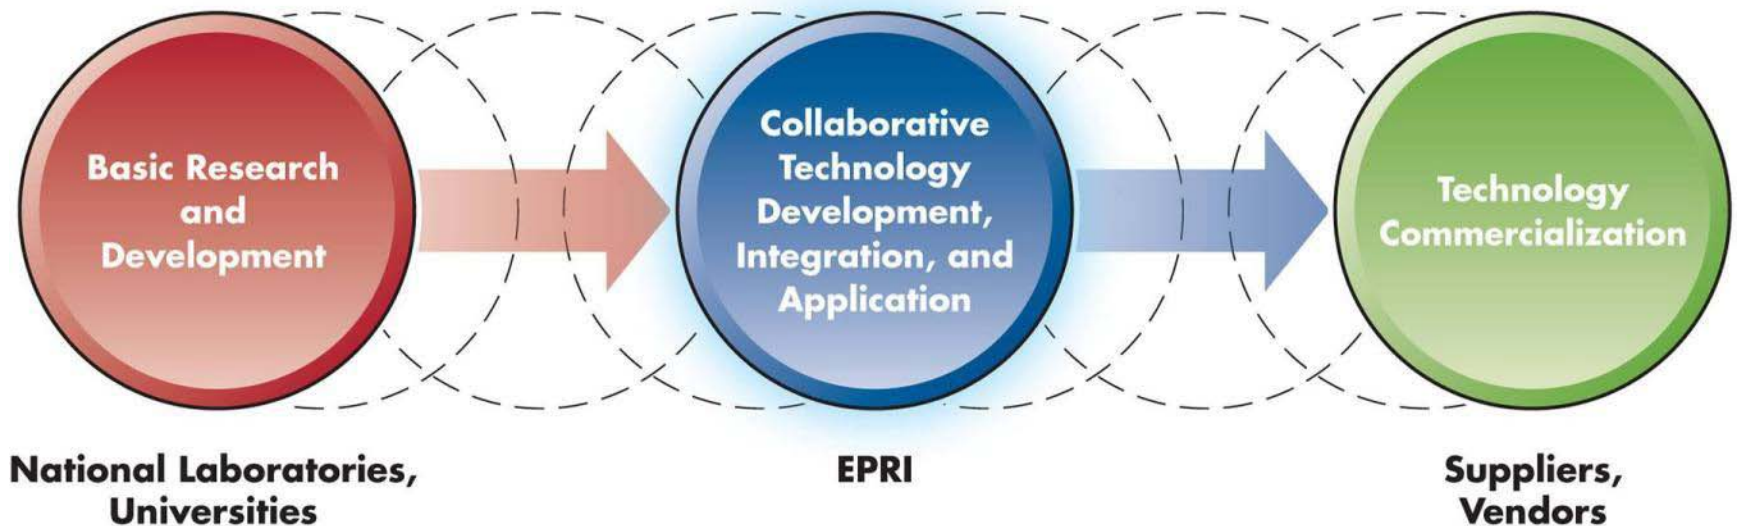 Basic Research
and
Development
Collaborative
Technology
Development,
Integration, and
Application
Technology
Commercialization
National Laboratories,
Universities
EPRI
Suppliers,
Vendors